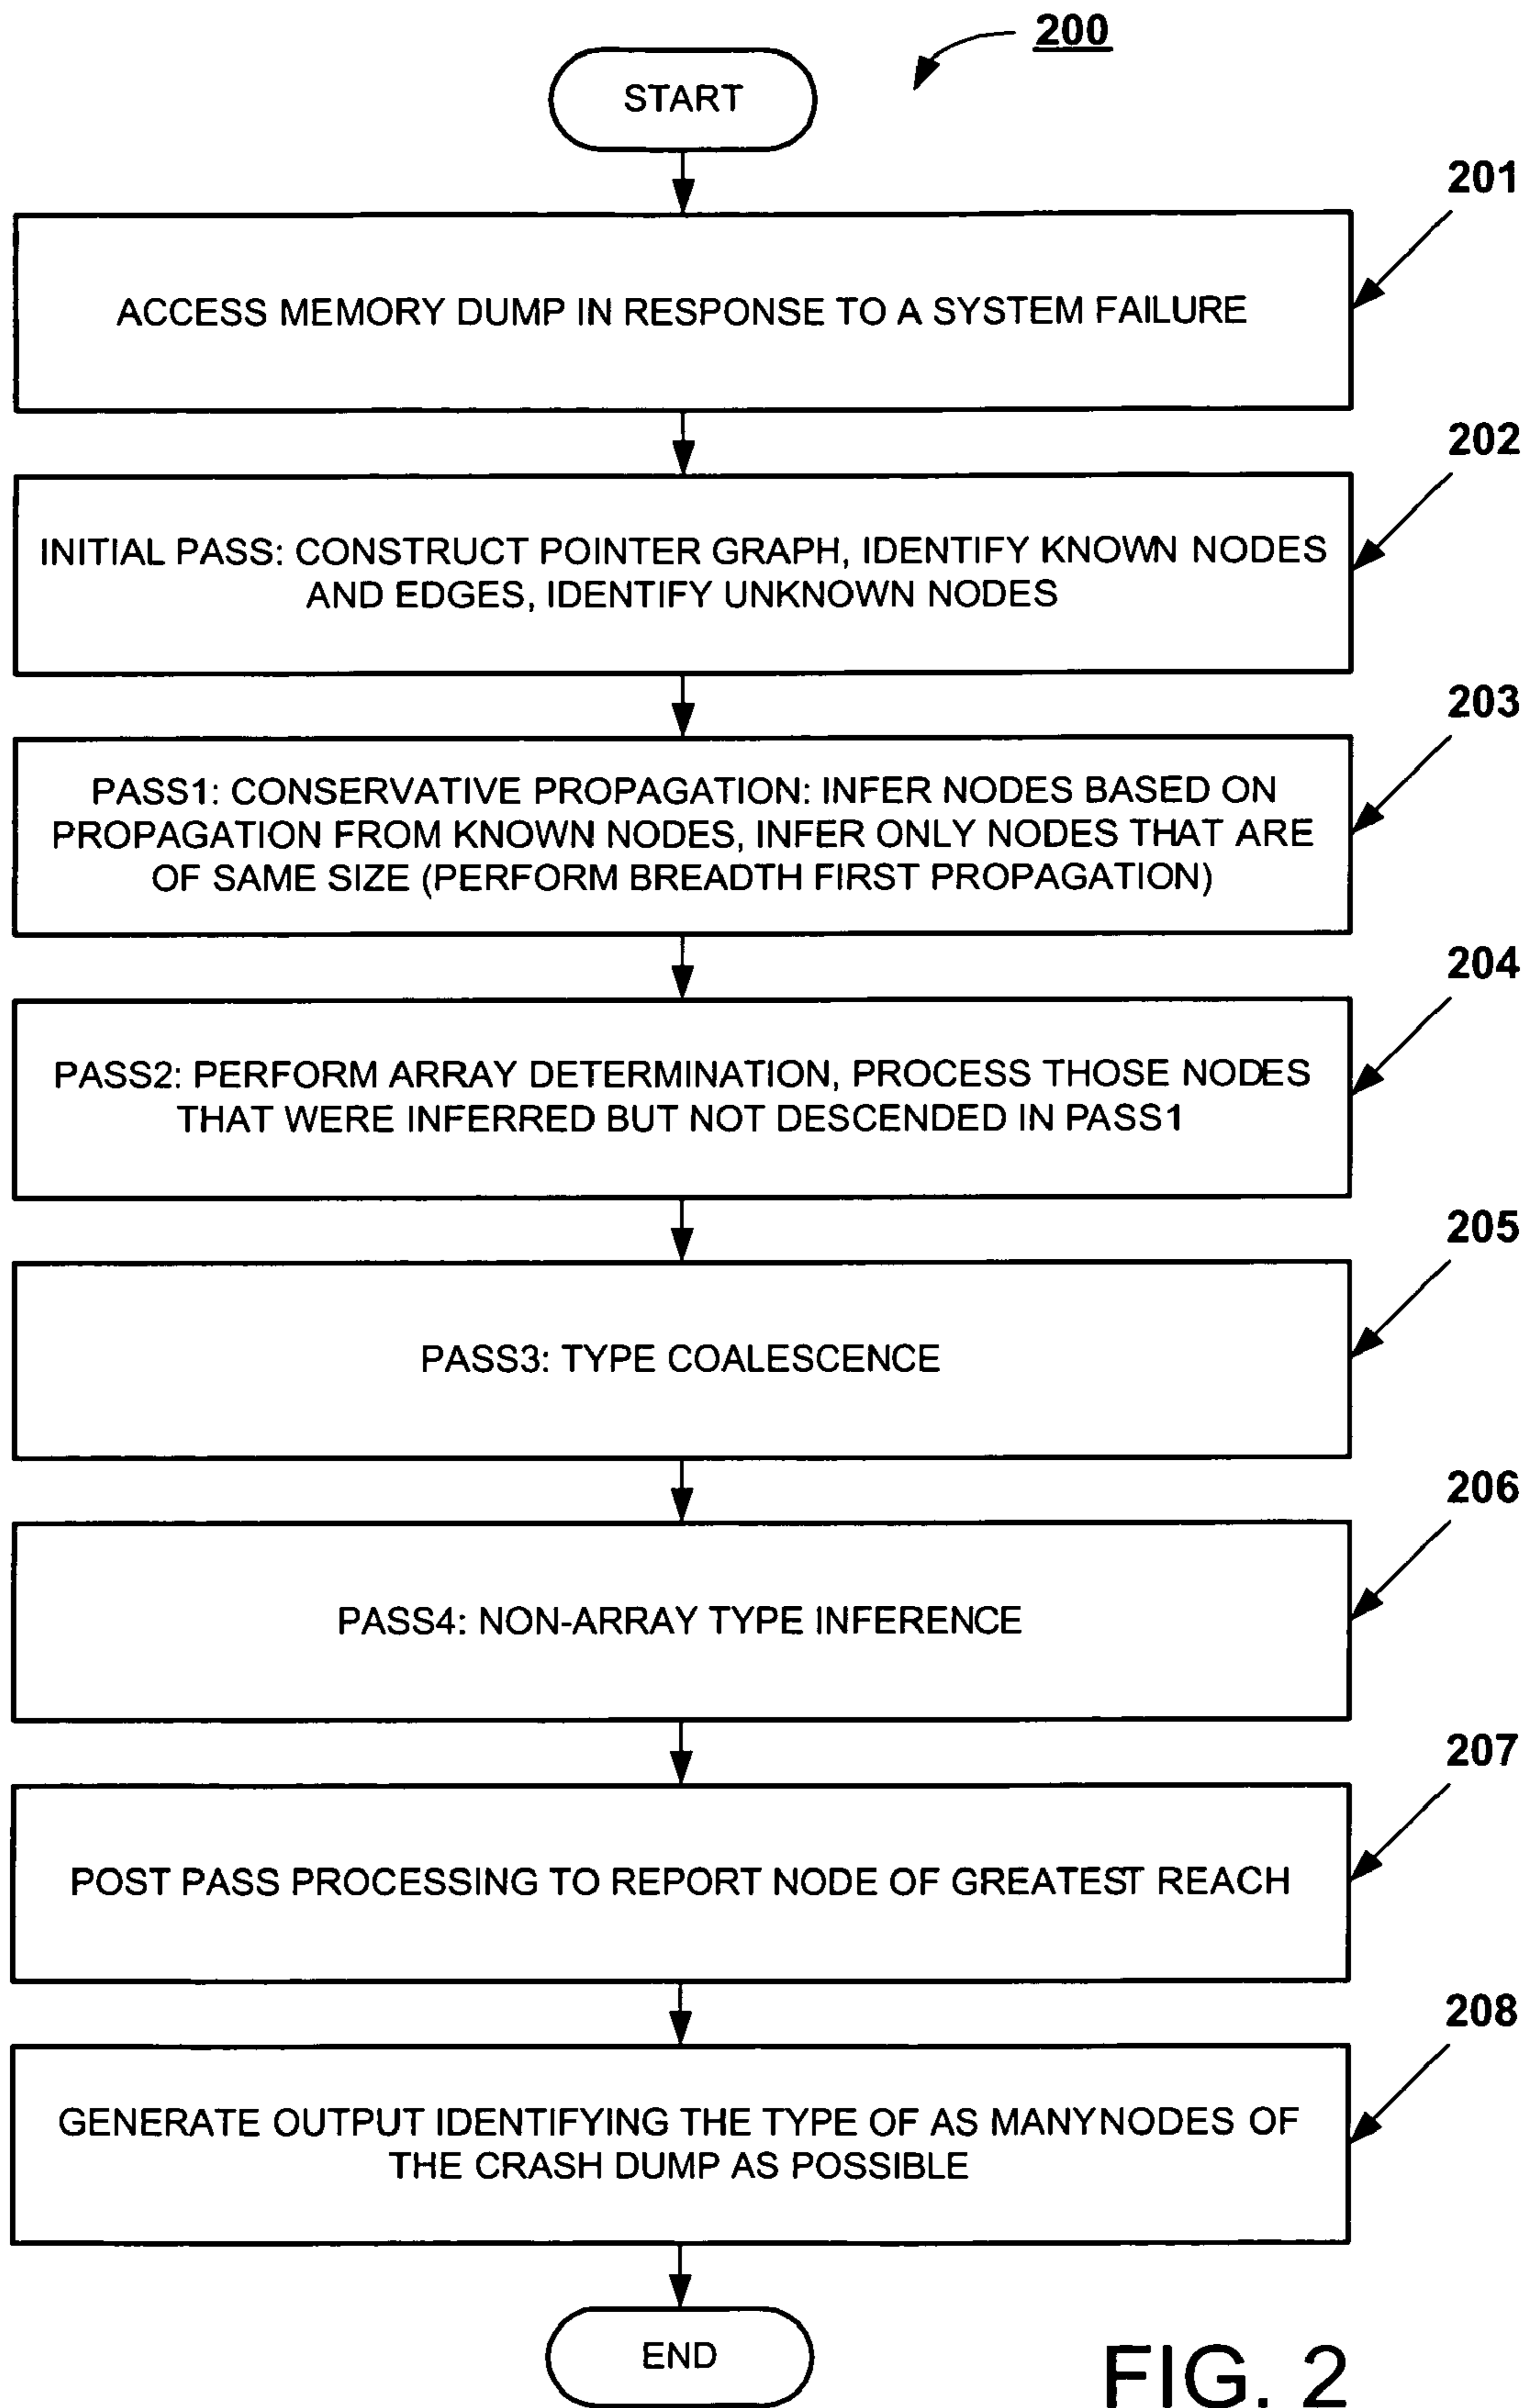 200
START
201
ACCESS MEMORY DUMP IN RESPONSE TO A SYSTEM FAILURE
202
INITIAL PASS: CONSTRUCT POINTER GRAPH, IDENTIFY KNOWN NODES
AND EDGES, IDENTIFY UNKNOWN NODES
203
PASS1: CONSERVATIVE PROPAGATION: INFER NODES BASED ON
PROPAGATION FROM KNOWN NODES, INFER ONLY NODES THAT ARE
OF SAME SIZE (PERFORM BREADTH FIRST PROPAGATION)
204
PASS2: PERFORM ARRAY DETERMINATION, PROCESS THOSE NODES
THAT WERE INFERRED BUT NOT DESCENDED IN PASS1
205
PASS3: TYPE COALESCENCE
206
PASS4: NON-ARRAY TYPE INFERENCE
207
POST PASS PROCESSING TO REPORT NODE OF GREATEST REACH
208
GENERATE OUTPUT IDENTIFYING THE TYPE OF AS MANYNODES OF
THE CRASH DUMP AS POSSIBLE
END
FIG. 2